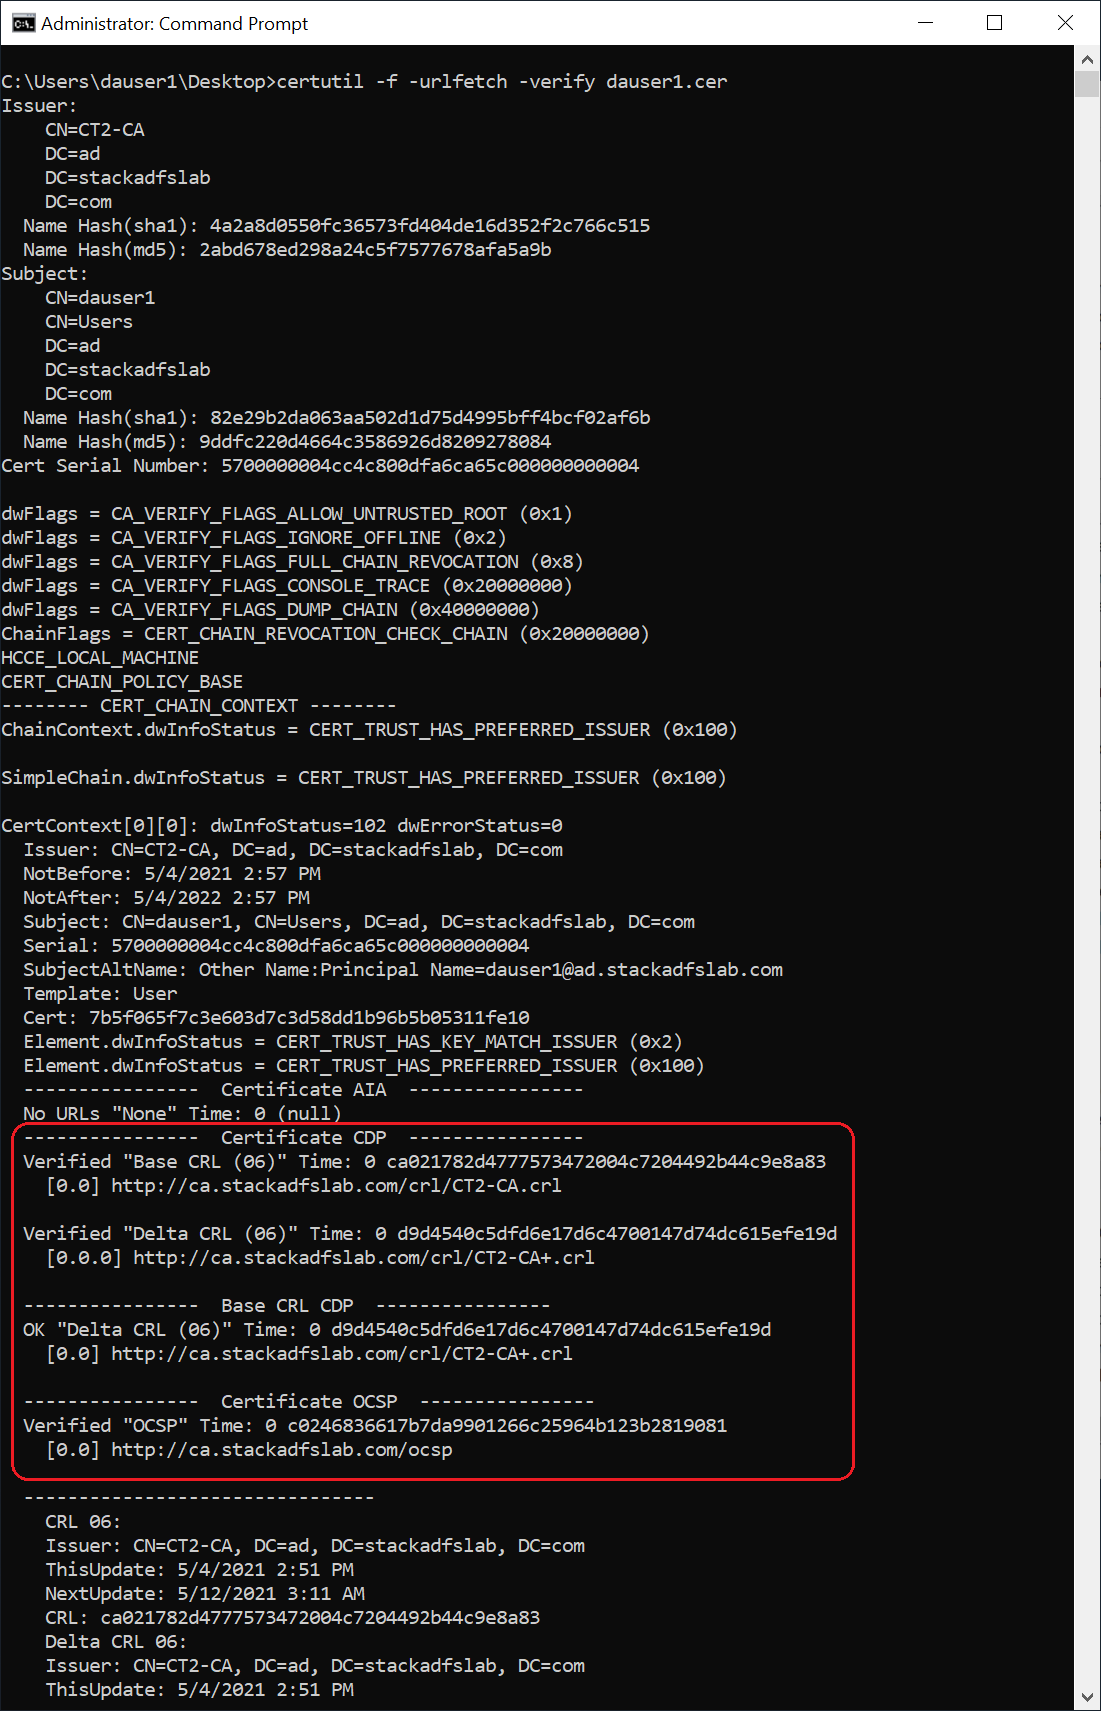 Administrator: Command Prompt
C:\Users\dauser1\Desktop>certutil -f -urlfetch -verify dauser1.cer
Issuer:
CN=CT2-CA
DC=ad
DC=stackadfslab
DC=com
Name Hash(sha1): 4a2a8d0550fc36573fd404de16d352f2c766c515
Name Hash(md5): 2abd678ed298a24c5f7577678afa5a9b
Subject:
CN=dauser1
CN=Users
DC=ad
DC=stackadfslab
DC=com
Name Hash(sha1): 82e29b2da063aa502d1d75d4995bff4bcf02af6b
Name Hash(md5): 9ddfc220d4664c3586926d8209278084
Cert Serial Number: 5700000004cc4c800dfa6ca65c000000000004
dwFlags = CA_VERIFY_FLAGS_ALLOW_UNTRUSTED_ROOT (0x1)
dwFlags = CA_VERIFY_FLAGS_IGNORE_OFFLINE (0x2)
dwFlags = CA_VERIFY_FLAGS_FULL_CHAIN_REVOCATION (0x8)
dwFlags = CA_VERIFY_FLAGS_CONSOLE_TRACE (0x20000000)
dwFlags = CA_VERIFY_FLAGS_DUMP_CHAIN (0x40000000)
ChainFlags = CERT_CHAIN_REVOCATION_CHECK_CHAIN (0x20000000)
HCCE_LOCAL_MACHINE
CERT_CHAIN_POLICY_BASE
-------- CERT_CHAIN_CONTEXT --------
ChainContext.dwInfoStatus = CERT_TRUST_HAS_PREFERRED_ISSUER (0x100)
SimpleChain.dwInfoStatus = CERT_TRUST_HAS_PREFERRED_ISSUER (0x100)
CertContext[0][0]: dwInfoStatus=102 dwErrorStatus=0
Issuer: CN=CT2-CA, DC=ad, DC=stackadfslab, DC=com
NotBefore: 5/4/2021 2:57 PM
NotAfter: 5/4/2022 2:57 PM
Subject: CN=dauser1, CN=Users, DC=ad, DC=stackadfslab, DC=com
Serial: 5700000004cc4c800dfa6ca65c000000000004
SubjectAltName: Other Name:Principal Name=dauser1@ad.stackadfslab.com
Template: User
Cert: 7b5f065f7c3e603d7c3d58dd1b96b5b05311fe10
Element.dwInfoStatus = CERT_TRUST_HAS_KEY_MATCH_ISSUER (0x2)
Element.dwInfoStatus = CERT_TRUST_HAS_PREFERRED_ISSUER (0x100)
---------------- Certificate AIA ----------------
No URLs "None" Time: 0 (null)
---------------- Certificate CDP ----------------
Verified "Base CRL (06)" Time: 0 ca021782d4777573472004c7204492b44c9e8a83
[0.0] http://ca.stackadfslab.com/crl/CT2-CA.crl
Verified "Delta CRL (06)" Time: 0 d9d4540c5dfd6e17d6c4700147d74dc615efe19d
[0.0.0] http://ca.stackadfslab.com/crl/CT2-CA+.crl
---------------- Base CRL CDP ----------------
OK "Delta CRL (06)" Time: 0 d9d4540c5dfd6e17d6c4700147d74dc615efe19d
[0.0] http://ca.stackadfslab.com/crl/CT2-CA+.crl
---------------- Certificate OCSP ----------------
Verified "OCSP" Time: 0 c0246836617b7da9901266c25964b123b2819081
[0.0] http://ca.stackadfslab.com/ocsp
--------------------------------
CRL 06:
Issuer: CN=CT2-CA, DC=ad, DC=stackadfslab, DC=com
ThisUpdate: 5/4/2021 2:51 PM
NextUpdate: 5/12/2021 3:11 AM
CRL: ca021782d4777573472004c7204492b44c9e8a83
Delta CRL 06:
Issuer: CN=CT2-CA, DC=ad, DC=stackadfslab, DC=com
ThisUpdate: 5/4/2021 2:51 PM